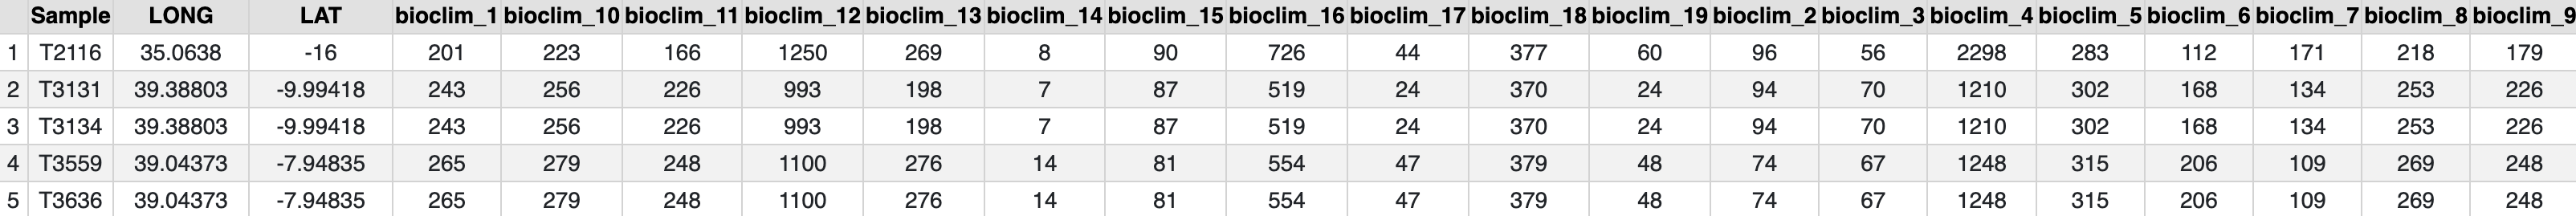 Sample LONG LAT bioclim_1 bioclim_10 bioclim_11 bioclim_12 bioclim_13 bioclim_14 bioclim_15 bioclim_16 bioclim_17 bioclim_18 bioclim_19 bioclim_2 bioclim_3 bioclim_4 bioclim_5 bioclim_6 bioclim_7 bioclim_8 bioclim_9
1 T2116 35.0638 -16 201 223 166 1250 269 8 90 726 44 377 60 96 56 2298 283 112 171 218 179
2 T3131 39.38803 -9.99418 243 256 226 993 198 7 87 519 24 370 24 94 70 1210 302 168 134 253 226
3 T3134 39.38803 -9.99418 243 256 226 993 198 7 87 519 24 370 24 94 70 1210 302 168 134 253 226
4 T3559 39.04373 -7.94835 265 279 248 1100 276 14 81 554 47 379 48 74 67 1248 315 206 109 269 248
5 T3636 39.04373 -7.94835 265 279 248 1100 276 14 81 554 47 379 48 74 67 1248 315 206 109 269 248